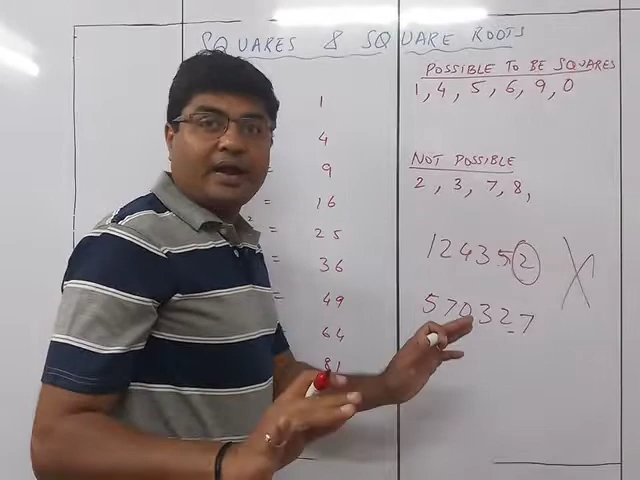 SQUARES & SQUARE ROOTS
1
4
= 9
2 = 16
= 25
= 36
= 49
64
81
POSSIBLE TO BE SQUARES
1, 4, 5, 6, 9, 0
NOT POSSIBLE
2, 3, 7, 8,
124352
570327